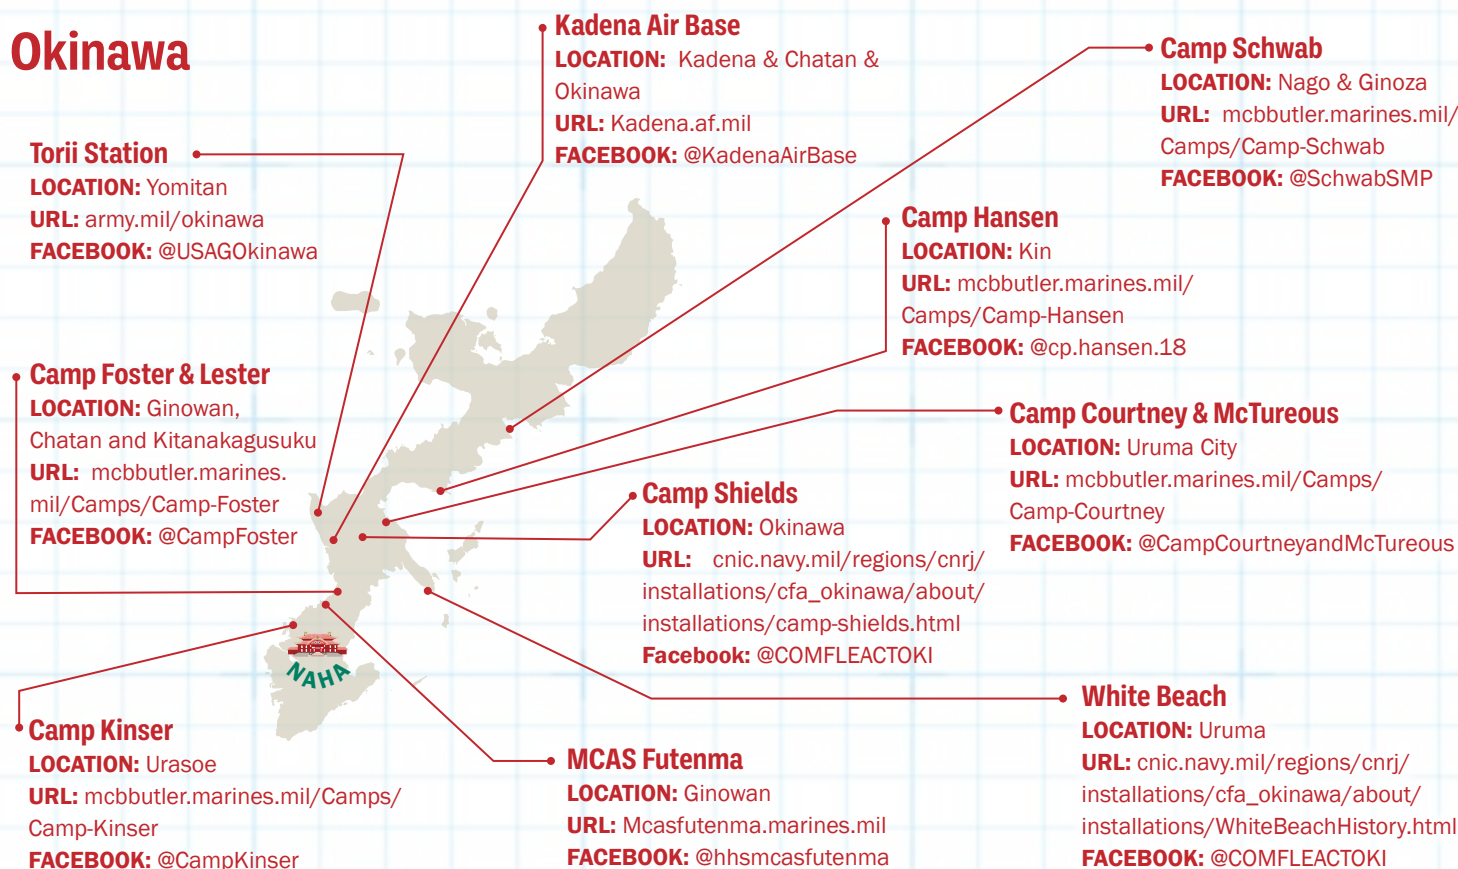 Okinawa
Kadena Air Base
LOCATION: Kadena & Chatan &
Okinawa
URL: Kadena.af.mil
FACEBOOK: @KadenaAirBase
Camp Schwab
LOCATION: Nago & Ginoza
URL: mcbbutler.marines.mil/
Camps/Camp-Schwab
FACEBOOK: @SchwabSMP
Torii Station
LOCATION: Yomitan
URL: army.mil/okinawa
FACEBOOK: @USAGOkinawa
Camp Hansen
LOCATION: Kin
URL: mcbbutler.marines.mil/
Camps/Camp-Hansen
FACEBOOK: @cp.hansen.18
Camp Foster & Lester
LOCATION: Ginowan,
Chatan and Kitanakagusuku
URL: mcbbutler.marines.
mil/Camps/Camp-Foster
FACEBOOK: @CampFoster
Camp Courtney & McTureous
LOCATION: Uruma City
URL: mcbbutler.marines.mil/Camps/
Camp-Courtney
FACEBOOK: @CampCourtneyandMcTureous
Camp Shields
LOCATION: Okinawa
URL: cnic.navy.mil/regions/cnrj/
installations/cfa_okinawa/about/
installations/camp-shields.html
Facebook: @COMFLEACTOKI
NAHA
Camp Kinser
LOCATION: Urasoe
URL: mcbbutler.marines.mil/Camps/
Camp-Kinser
FACEBOOK: @CampKinser
MCAS Futenma
LOCATION: Ginowan
URL: Mcasfutenma.marines.mil
FACEBOOK: @hhsmcasfutenma
White Beach
LOCATION: Uruma
URL: cnic.navy.mil/regions/cnrj/
installations/cfa_okinawa/about/
installations/WhiteBeachHistory.html
FACEBOOK: @COMFLEACTOKI